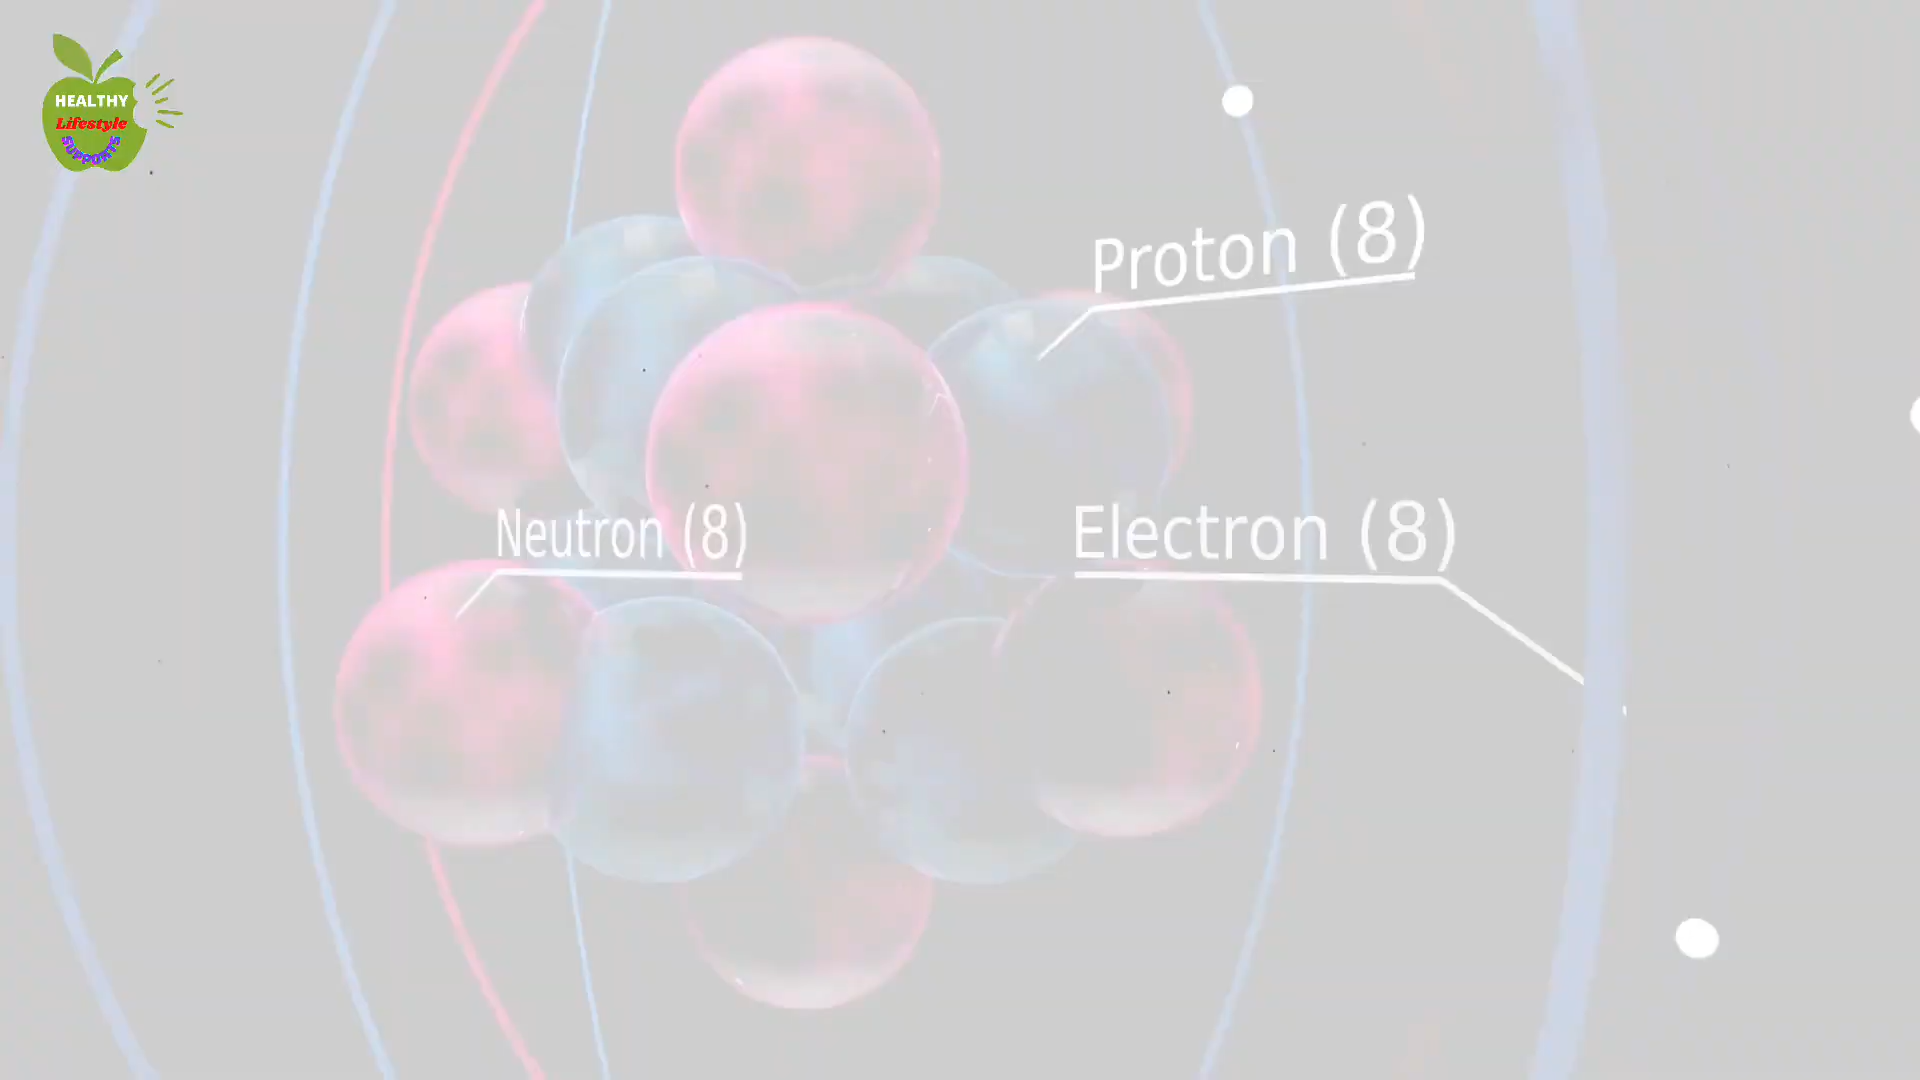 HEALTHY
Lifestyle
SUPPORTS
Proton (8)
Neutron (8)
Electron (8)